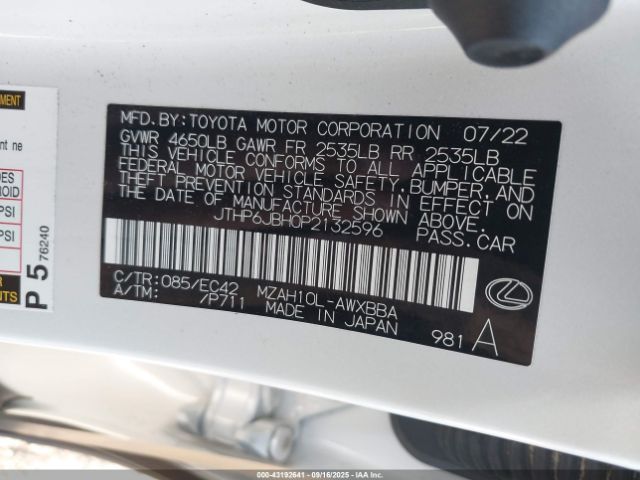 MFD.BY:TOYOTA MOTOR CORPORATION 07/22
GVWR 4650LB GAWR FR 2535LB RR 2535LB
THIS VEHICLE CONFORMS TO ALL APPLICABLE
FEDERAL MOTOR VEHICLE SAFETY,BUMPER, AND
THEFT PREVENTION STANDARDS IN EFFECT ON
THE DATE OF MANUFACTURE SHOWN ABOVE.
JTHP6JBH0P2132596 PASS.CAR
C/TR:085/EC42 MZAH10L-AWXBBA
A/TM: /P711 MADE IN JAPAN
981 A
ne
PSI
PSI
P 5 76240
000-43192641 - 09/16/2025 - IAAI.COM